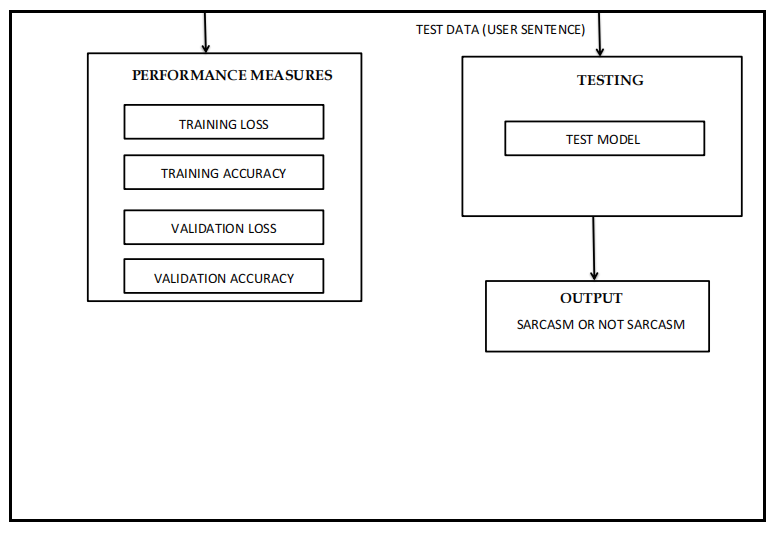 TEST DATA (USER SENTENCE)
PERFORMANCE MEASURES
TRAINING LOSS
TRAINING ACCURACY
VALIDATION LOSS
VALIDATION ACCURACY
TESTING
TEST MODEL
OUTPUT
SARCASM OR NOT SARCASM